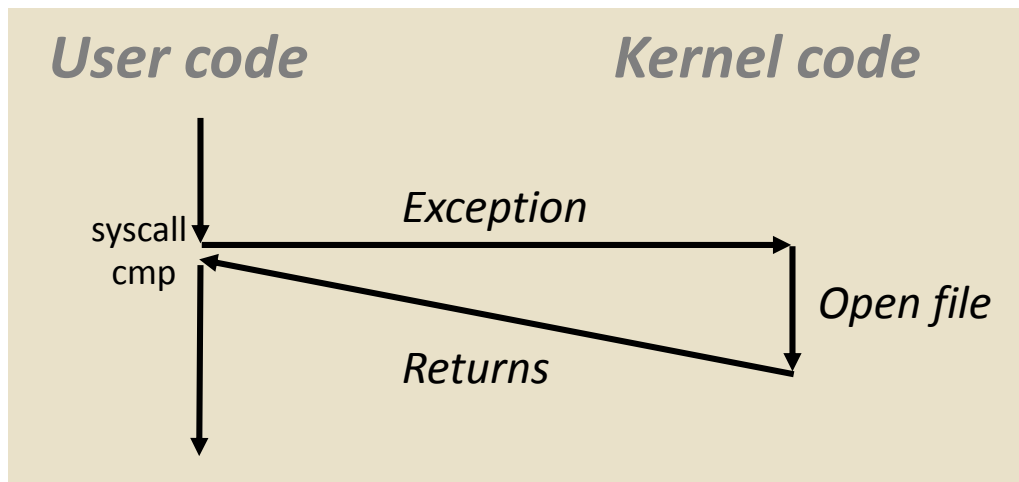 User code
Kernel code
Exception
syscall
cmp
Open file
Returns